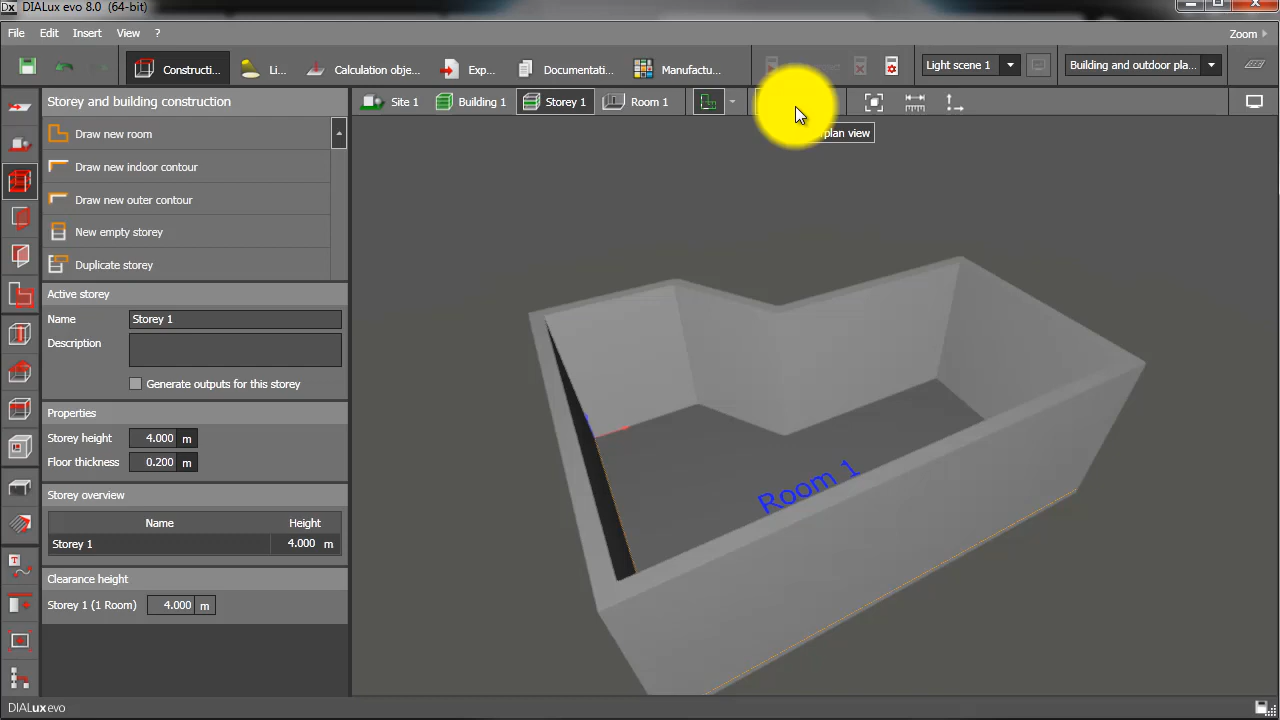 Dx DIALux evo 8.0 (64-bit)
File Edit Insert View ? Zoom
Constructi... Li... Calculation obje... Exp... Documentati... Manufactu... Light scene 1 Building and outdoor pla...
Storey and building construction Site 1 Building 1 Storey 1 Room 1
Draw new room plan view
Draw new indoor contour
Draw new outer contour
New empty storey
Duplicate storey
Active storey
Name Storey 1
Description
Generate outputs for this storey
Properties
Storey height 4.000 m
Floor thickness 0.200 m
Room 1
Storey overview
Name Height
Storey 1 4.000 m
Clearance height
Storey 1 (1 Room) 4.000 m
DIALux evo